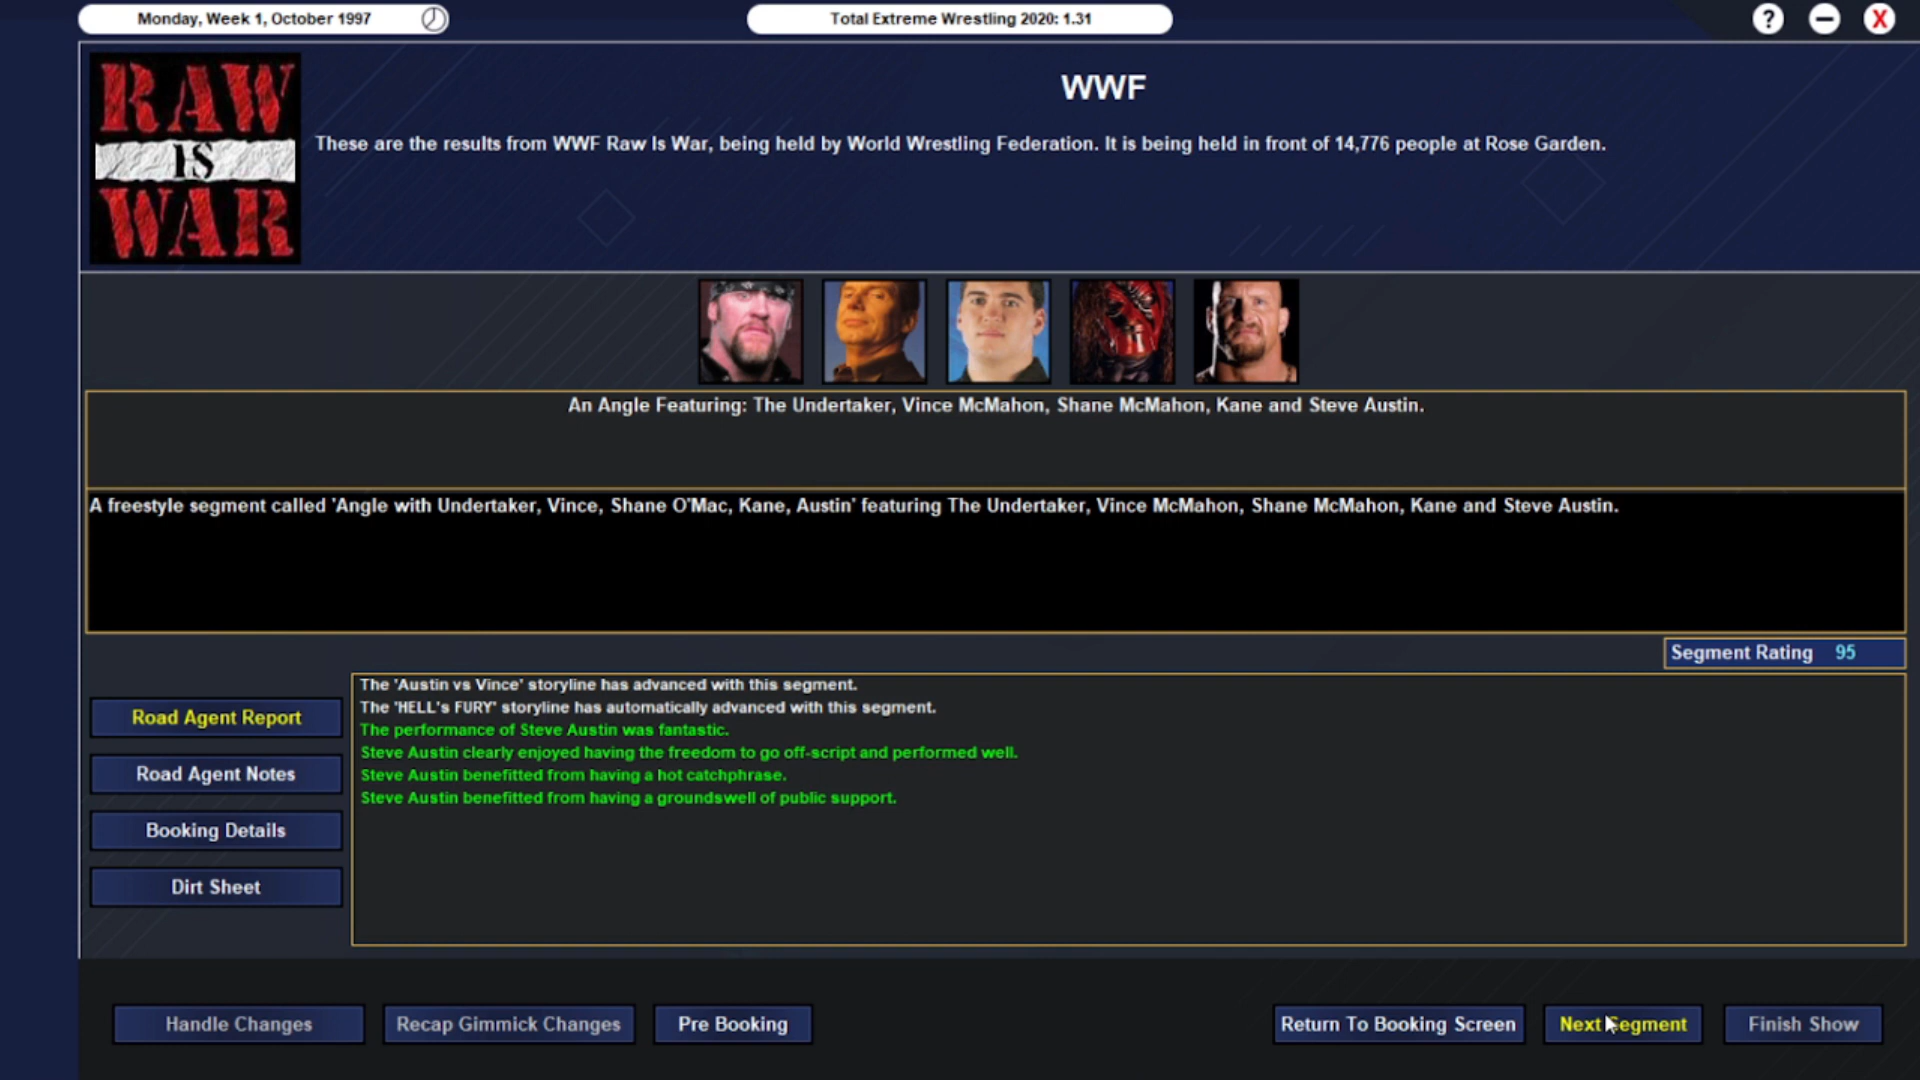 Monday, Week 1, October 1997
Total Extreme Wrestling 2020: 1.31
?
X
RAW
IS
WAR
WWF
These are the results from WWF Raw Is War, being held by World Wrestling Federation. It is being held in front of 14,776 people at Rose Garden.
An Angle Featuring: The Undertaker, Vince McMahon, Shane McMahon, Kane and Steve Austin.
A freestyle segment called 'Angle with Undertaker, Vince, Shane O'Mac, Kane, Austin' featuring The Undertaker, Vince McMahon, Shane McMahon, Kane and Steve Austin.
Segment Rating 95
Road Agent Report
Road Agent Notes
Booking Details
Dirt Sheet
The 'Austin vs Vince' storyline has advanced with this segment.
The 'HELL's FURY' storyline has automatically advanced with this segment.
The performance of Steve Austin was fantastic.
Steve Austin clearly enjoyed having the freedom to go off-script and performed well.
Steve Austin benefitted from having a hot catchphrase.
Steve Austin benefitted from having a groundswell of public support.
Handle Changes
Recap Gimmick Changes
Pre Booking
Return To Booking Screen
Next Segment
Finish Show